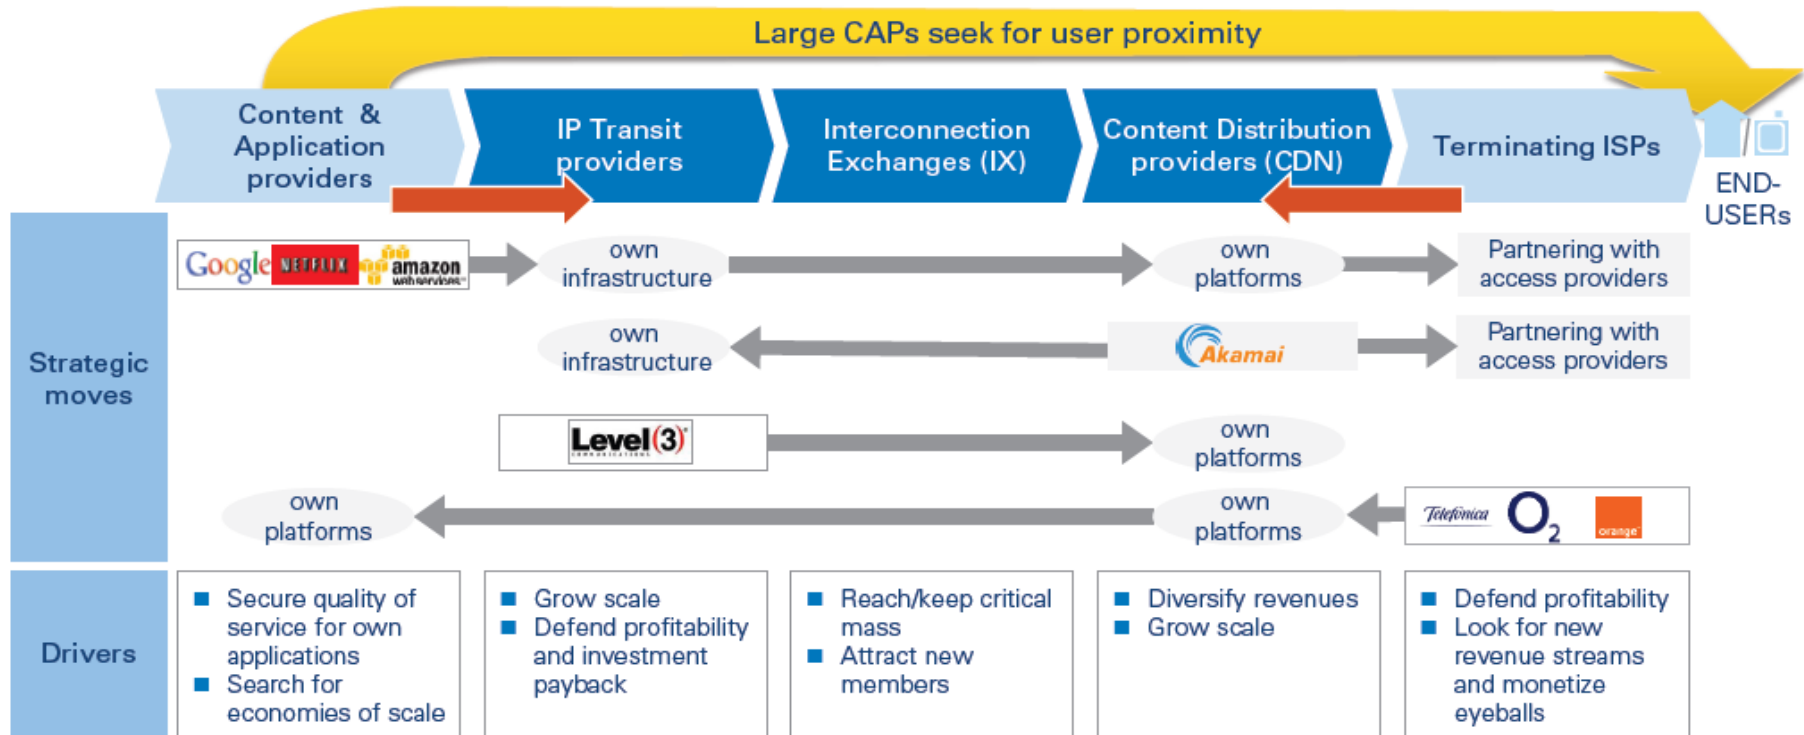 Large CAPs seek for user proximity
Content &
Application
providers
IP Transit
providers
Interconnection
Exchanges (IX)
Content Distribution
providers (CDN)
Terminating ISPs
END-
USERs
Strategic
moves
Google
NETFLIX
amazon
webservices
own
infrastructure
own
platforms
Partnering with
access providers
own
infrastructure
Akamai
Partnering with
access providers
Level(3)
COMMUNICATIONS
own
platforms
own
platforms
own
platforms
Telefónica
O2
orange
Drivers
Secure quality of
service for own
applications
Search for
economies of scale
Grow scale
Defend profitability
and investment
payback
Reach/keep critical
mass
Attract new
members
Diversify revenues
Grow scale
Defend profitability
Look for new
revenue streams
and monetize
eyeballs